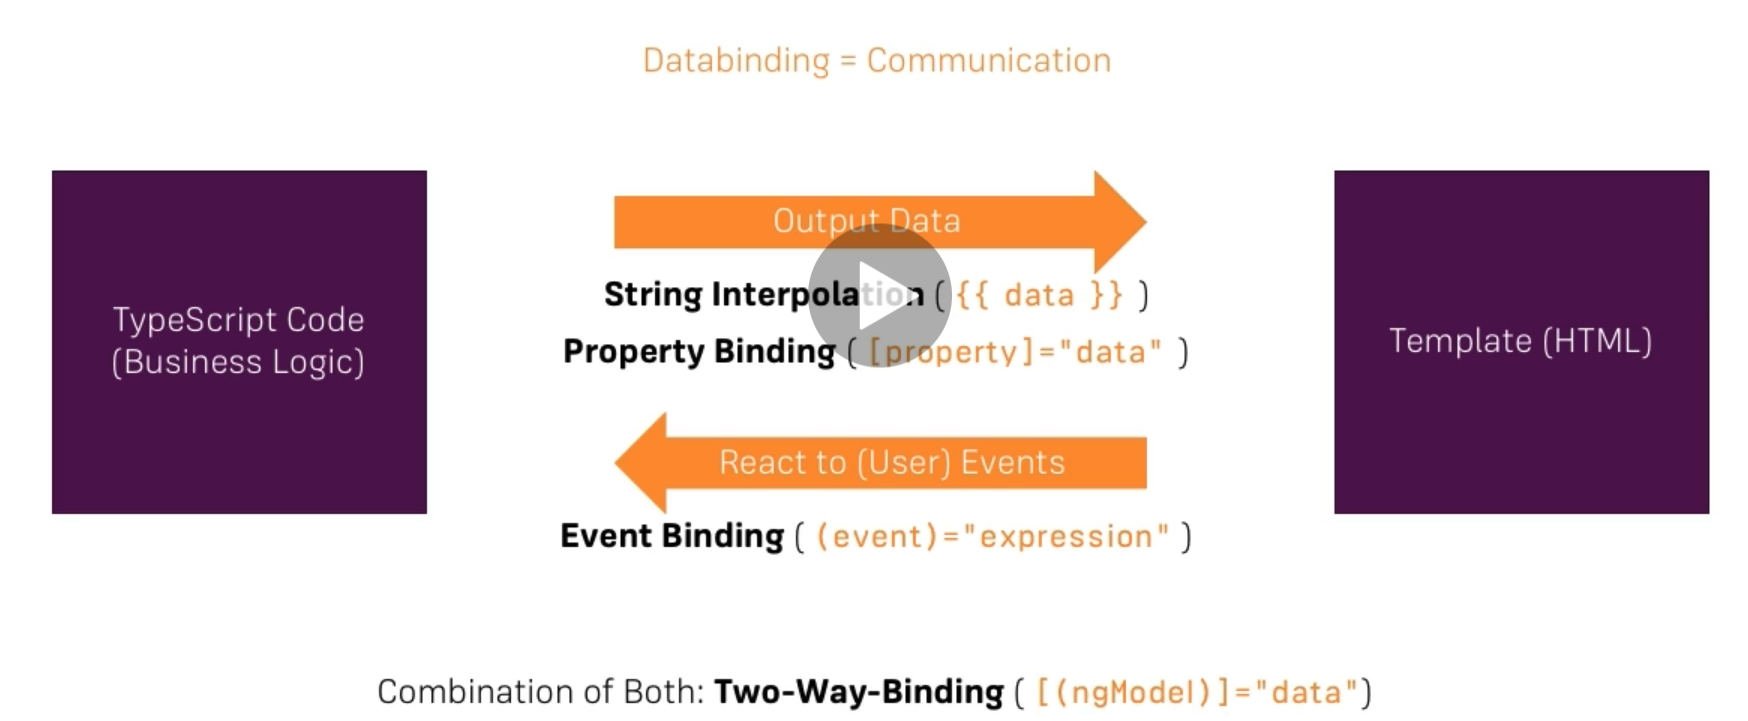 Databinding = Communication
Output Data
String Interpolation ( {{ data }} )
Property Binding ( [property]="data" )
TypeScript Code
(Business Logic)
Template (HTML)
React to (User) Events
Event Binding ( (event)="expression" )
Combination of Both: Two-Way-Binding ( [(ngModel)]="data")